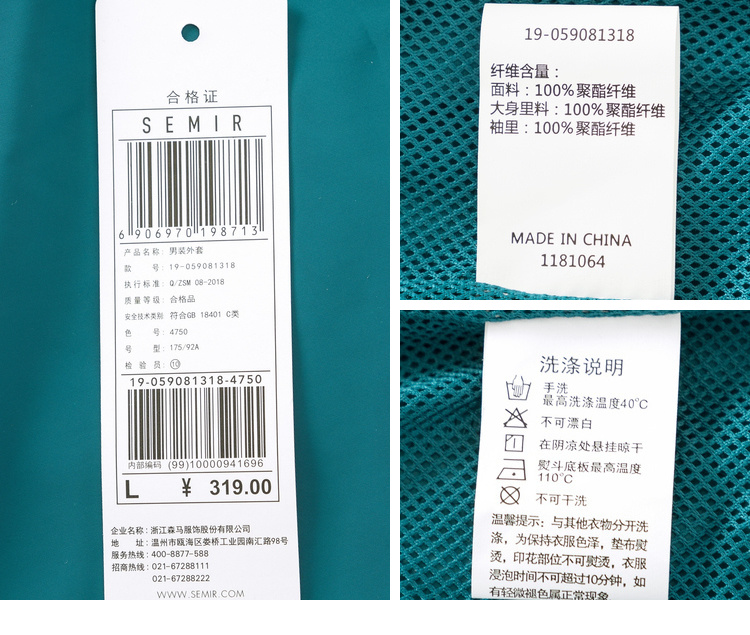 合格证
SEMIR
6 906970 198713
产品名称: 男装外套
款 号: 19-059081318
执行标准: Q/ZSM 08-2018
质量等级: 合格品
安全技术类别 符合GB 18401 C类
色 号: 4750
号 型: 175/92A
检 验 员: 10
19-059081318-4750
内部编码 (99)10000941696
L ¥ 319.00
企业名称: 浙江森马服饰股份有限公司
地 址: 温州市瓯海区娄桥工业园南汇路98号
服务热线: 400-8877-588
招商热线: 021-67288111
021-67288222
WWW.SEMIR.COM
19-059081318
纤维含量:
面料: 100%聚酯纤维
大身里料: 100%聚酯纤维
袖里: 100%聚酯纤维
MADE IN CHINA
1181064
洗涤说明
手洗
最高洗涤温度40°C
不可漂白
在阴凉处悬挂晾干
熨斗底板最高温度
110°C
不可干洗
温馨提示: 与其他衣物分开洗
涤, 为保持衣服色泽, 垫布熨
烫, 印花部位不可熨烫, 衣服
浸泡时间不可超过10分钟, 如
有轻微褪色属正常现象